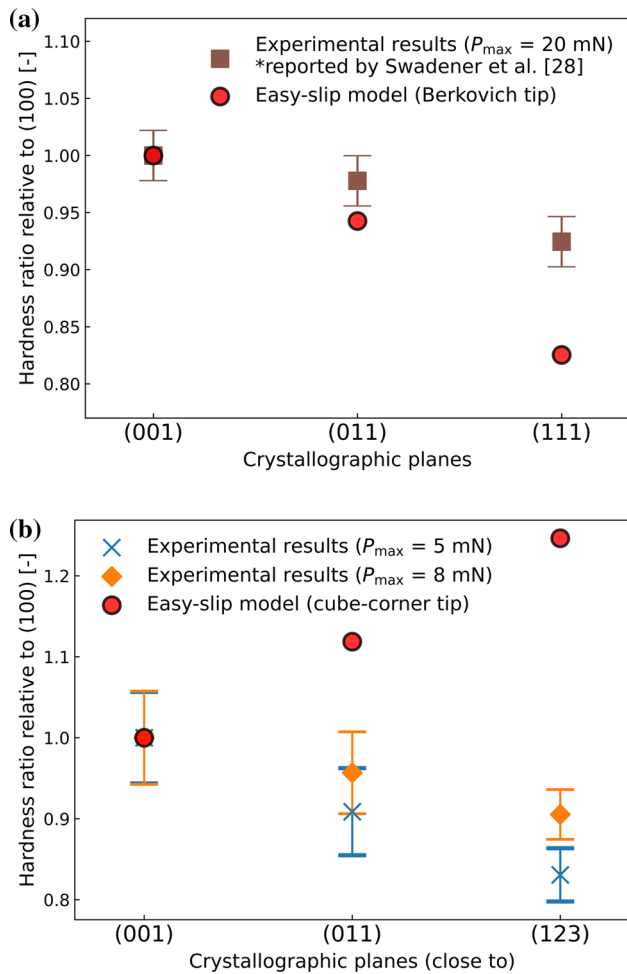 (a)
Hardness ratio relative to (100) [-]
1.10
1.05
1.00
0.95
0.90
0.85
0.80
Experimental results (Pmax = 20 mN)
*reported by Swadener et al. [28]
Easy-slip model (Berkovich tip)
(001) (011) (111)
Crystallographic planes
(b)
Hardness ratio relative to (100) [-]
1.2
1.1
1.0
0.9
0.8
Experimental results (Pmax = 5 mN)
Experimental results (Pmax = 8 mN)
Easy-slip model (cube-corner tip)
(001) (011) (123)
Crystallographic planes (close to)